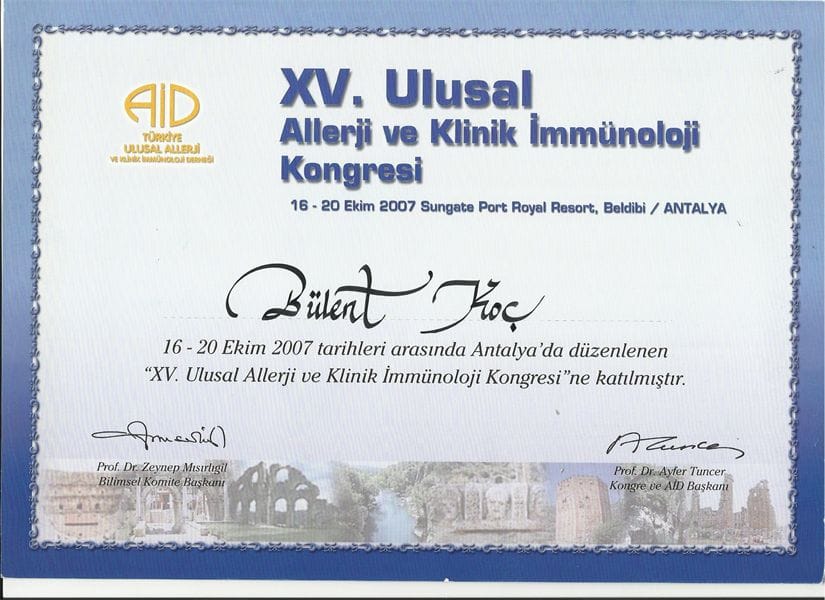 AID
TÜRKİYE
ULUSAL ALLERJİ
VE KLİNİK İMMÜNOLOJİ DERNEĞİ
XV. Ulusal
Allerji ve Klinik İmmünoloji
Kongresi
16 - 20 Ekim 2007 Sungate Port Royal Resort, Beldibi / ANTALYA
Bülent Koç
16 - 20 Ekim 2007 tarihleri arasında Antalya'da düzenlenen
“XV. Ulusal Allerji ve Klinik İmmünoloji Kongresi”ne katılmıştır.
Prof. Dr. Zeynep Mısırlıgil
Bilimsel Komite Başkanı
Prof. Dr. Ayfer Tuncer
Kongre ve AİD Başkanı